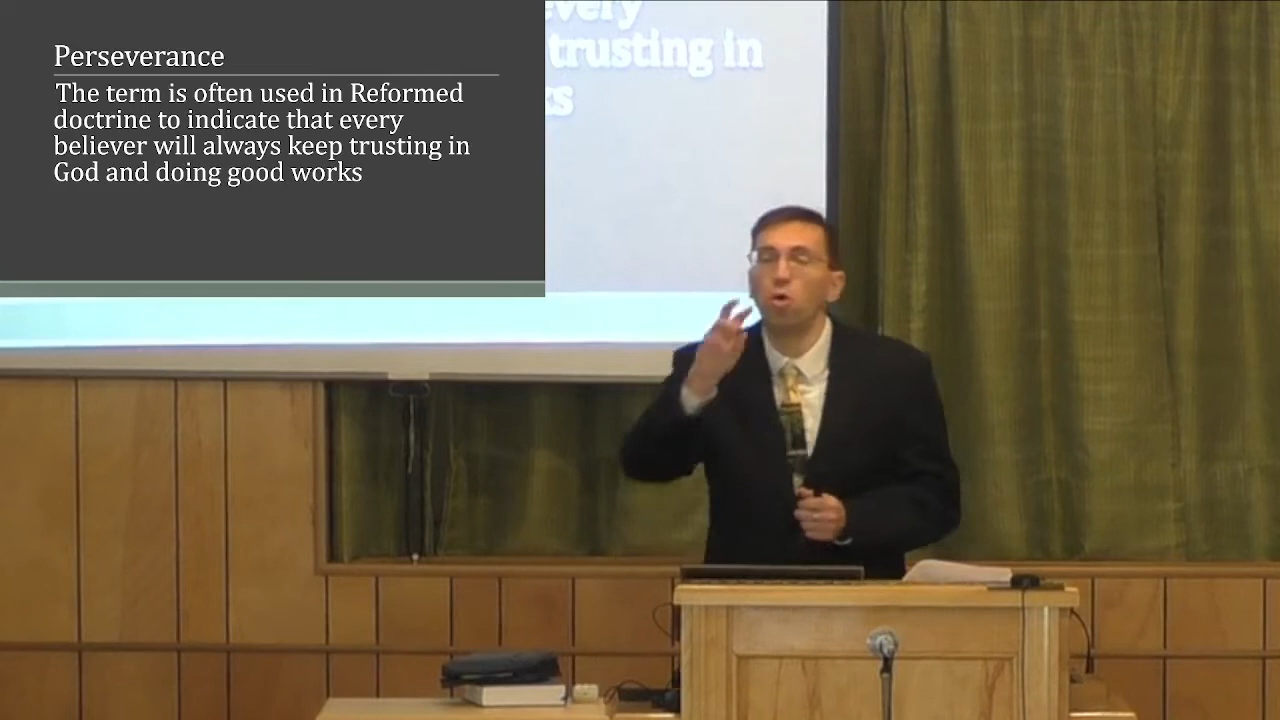 Perseverance
The term is often used in Reformed
doctrine to indicate that every
believer will always keep trusting in
God and doing good works
every
trusting in